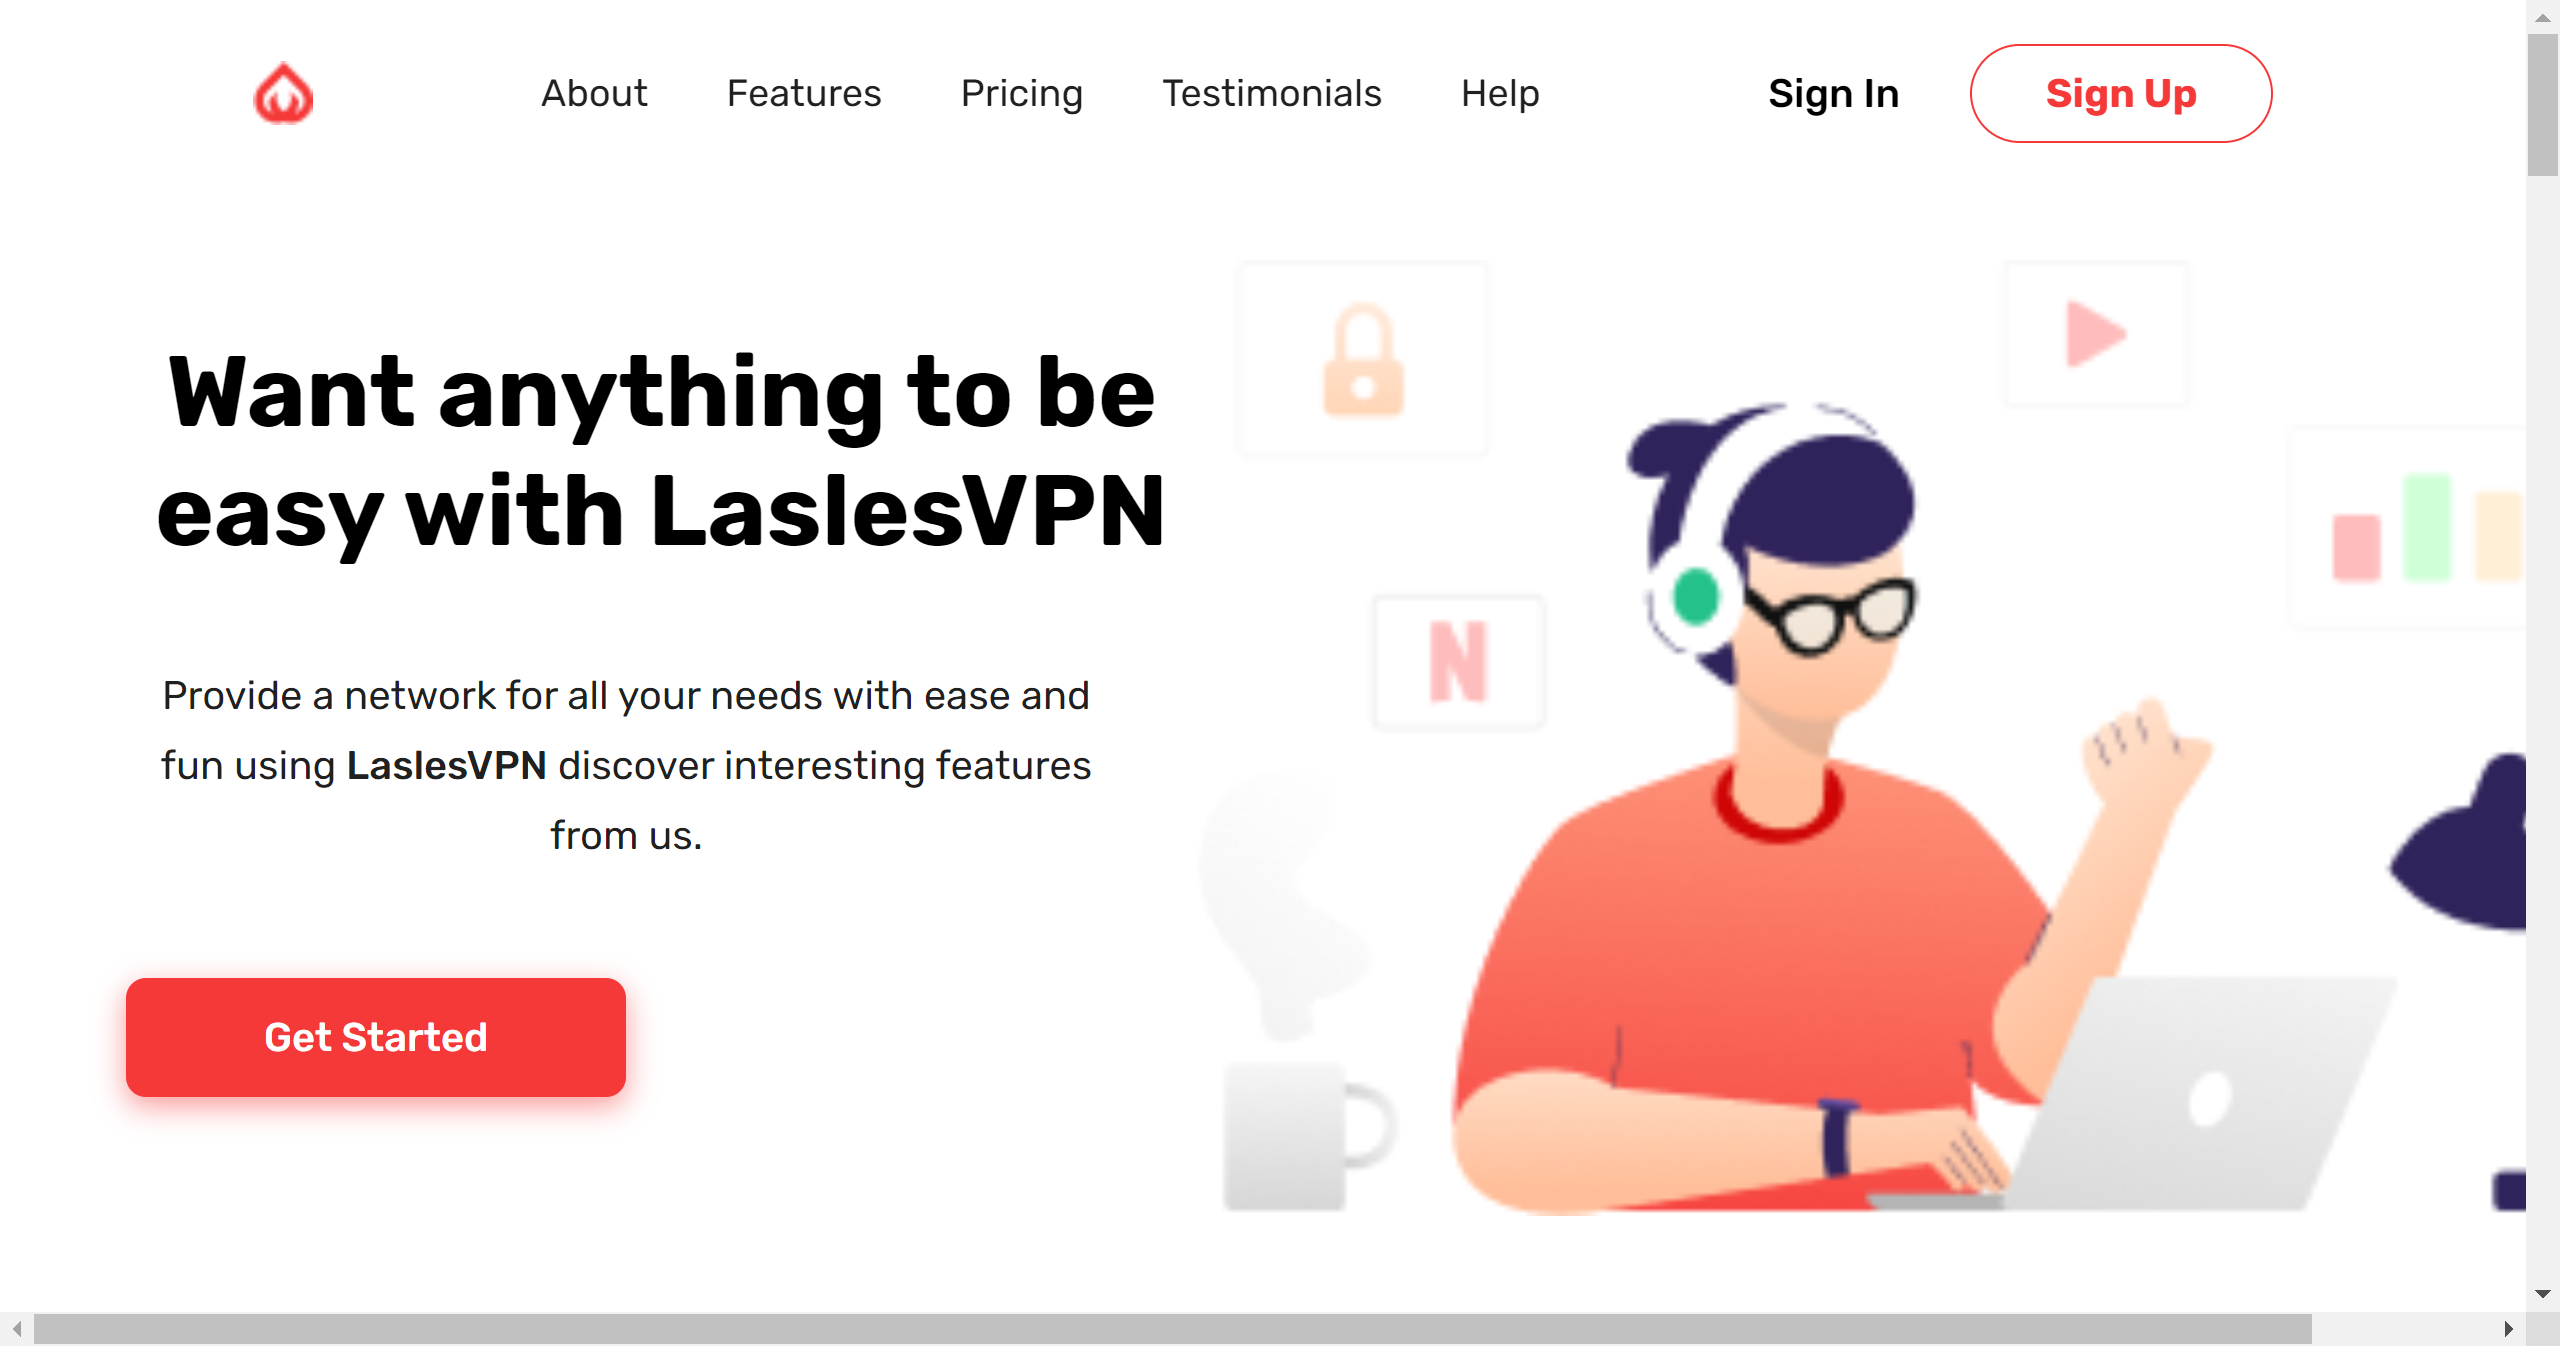 About Features Pricing Testimonials Help Sign In Sign Up
Want anything to be
easy with LaslesVPN
N
Provide a network for all your needs with ease and
fun using LaslesVPN discover interesting features
from us.
Get Started